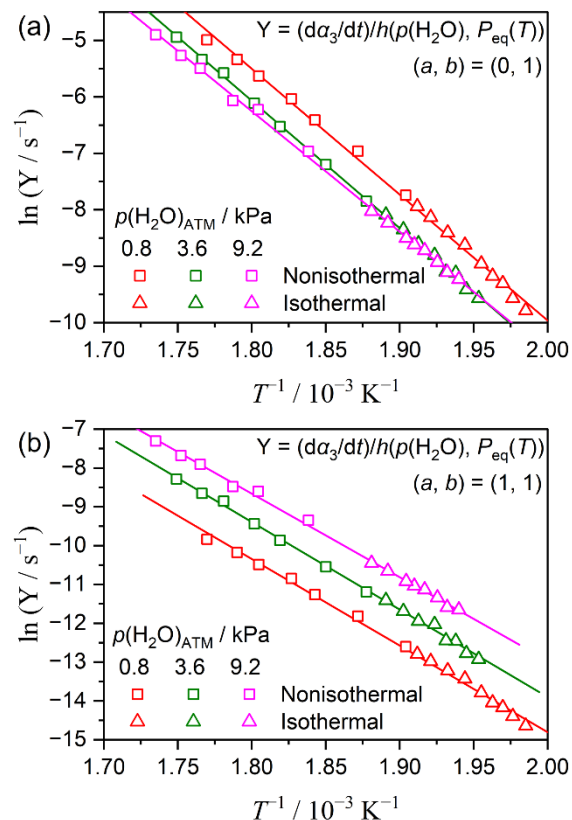 (a)
Y = (dα₃/dt)/h(p(H₂O), P_eq(T))
(a, b) = (0, 1)
ln (Y / s⁻¹)
-5
-6
-7
-8
-9
-10
p(H₂O)_ATM / kPa
0.8 3.6 9.2
Nonisothermal
Isothermal
1.70 1.75 1.80 1.85 1.90 1.95 2.00
T⁻¹ / 10⁻³ K⁻¹
(b)
Y = (dα₃/dt)/h(p(H₂O), P_eq(T))
(a, b) = (1, 1)
ln (Y / s⁻¹)
-7
-8
-9
-10
-11
-12
-13
-14
-15
p(H₂O)_ATM / kPa
0.8 3.6 9.2
Nonisothermal
Isothermal
1.70 1.75 1.80 1.85 1.90 1.95 2.00
T⁻¹ / 10⁻³ K⁻¹